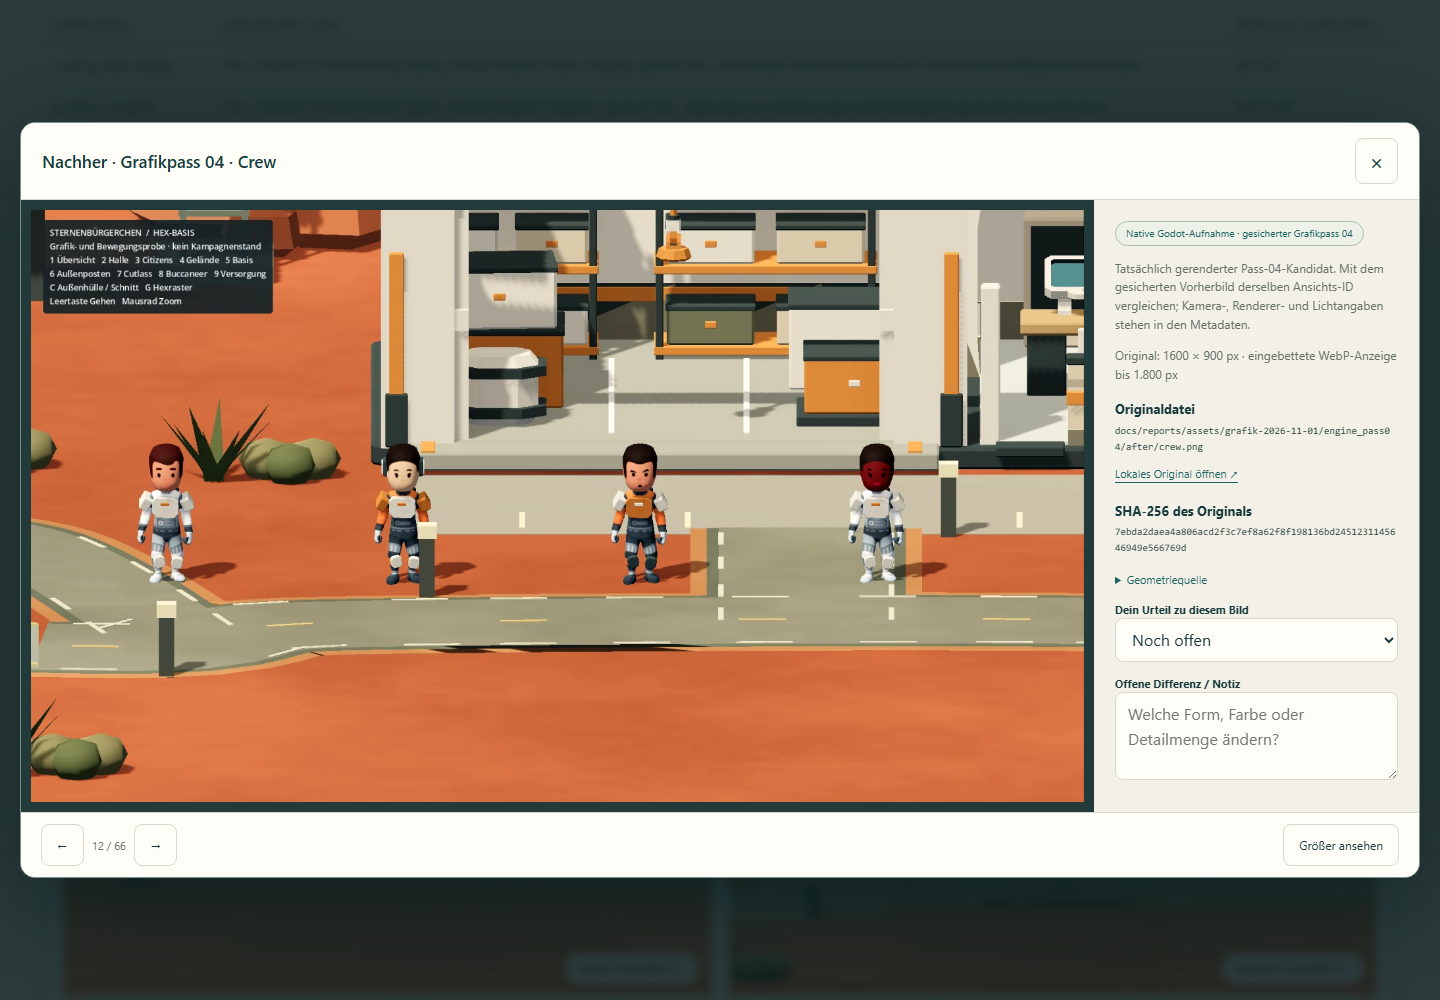 Nachher · Grafikpass 04 · Crew
×
STERNENBÜRGERCHEN / HEX-BASIS
Grafik- und Bewegungsprobe · kein Kampagnenstand
1 Übersicht 2 Halle 3 Citizens 4 Gelände 5 Basis
6 Außenposten 7 Cutlass 8 Buccaneer 9 Versorgung
C Außenhülle / Schnitt G Hexraster
Leertaste Gehen Mausrad Zoom
Native Godot-Aufnahme · gesicherter Grafikpass 04
Tatsächlich gerenderter Pass-04-Kandidat. Mit dem
gesicherten Vorherbild derselben Ansichts-ID
vergleichen; Kamera-, Renderer- und Lichtangaben
stehen in den Metadaten.
Original: 1600 × 900 px · eingebettete WebP-Anzeige
bis 1.800 px
Originaldatei
docs/reports/assets/grafik-2026-11-01/engine_pass0
4/after/crew.png
Lokales Original öffnen ↗
SHA-256 des Originals
7ebda2daea4a806acd2f3c7ef8a62f8f198136bd24512311456
46949e566769d
▶ Geometriequelle
Dein Urteil zu diesem Bild
Noch offen
Offene Differenz / Notiz
Welche Form, Farbe oder
Detailmenge ändern?
← 12 / 66 →
Größer ansehen